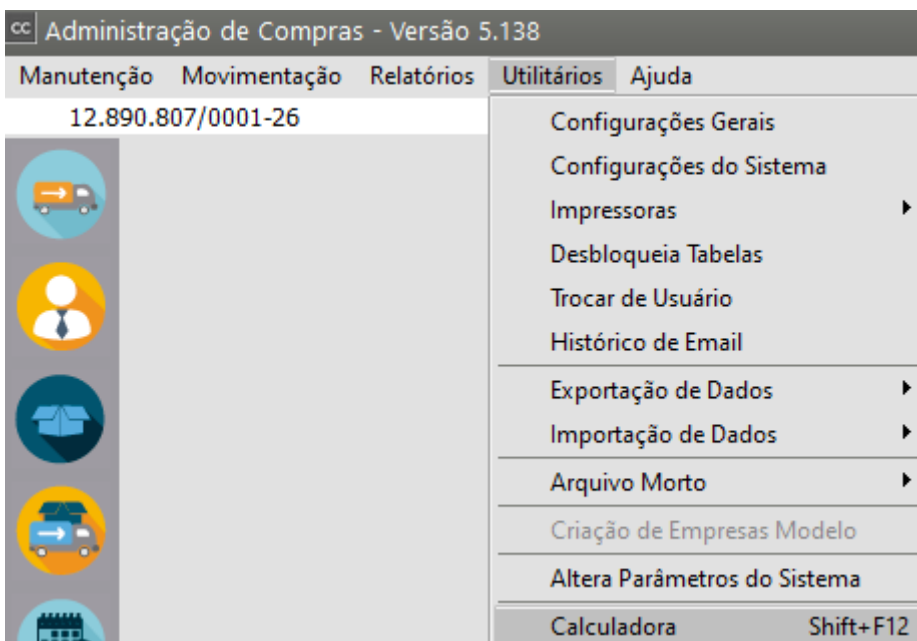 cc Administração de Compras - Versão 5.138
Manutenção Movimentação Relatórios Utilitários Ajuda
12.890.807/0001-26
Configurações Gerais
Configurações do Sistema
Impressoras
Desbloqueia Tabelas
Trocar de Usuário
Histórico de Email
Exportação de Dados
Importação de Dados
Arquivo Morto
Criação de Empresas Modelo
Altera Parâmetros do Sistema
Calculadora Shift+F12